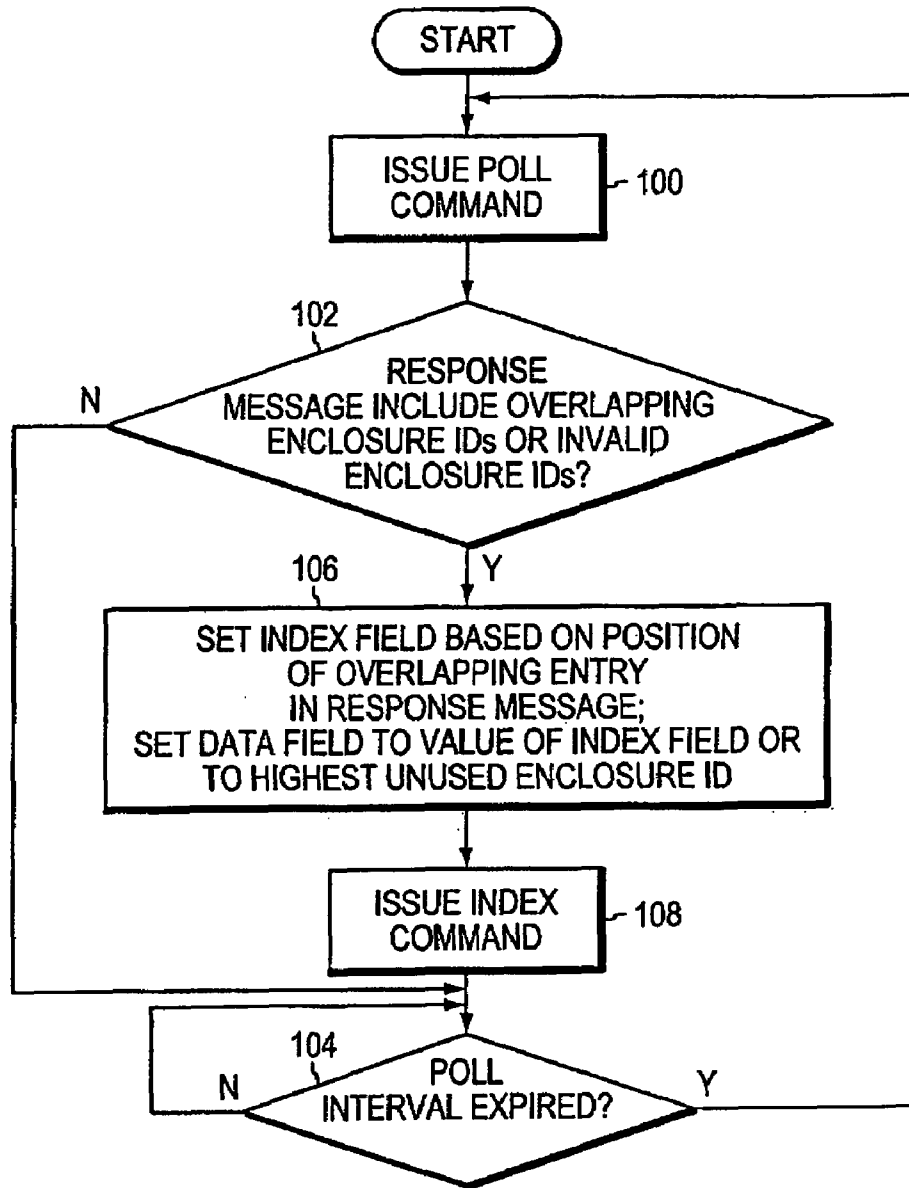 START
ISSUE POLL
COMMAND
100
102
RESPONSE
MESSAGE INCLUDE OVERLAPPING
ENCLOSURE IDs OR INVALID
ENCLOSURE IDs?
N
Y
106
SET INDEX FIELD BASED ON POSITION
OF OVERLAPPING ENTRY
IN RESPONSE MESSAGE;
SET DATA FIELD TO VALUE OF INDEX FIELD OR
TO HIGHEST UNUSED ENCLOSURE ID
ISSUE INDEX
COMMAND
108
104
POLL
INTERVAL EXPIRED?
N
Y